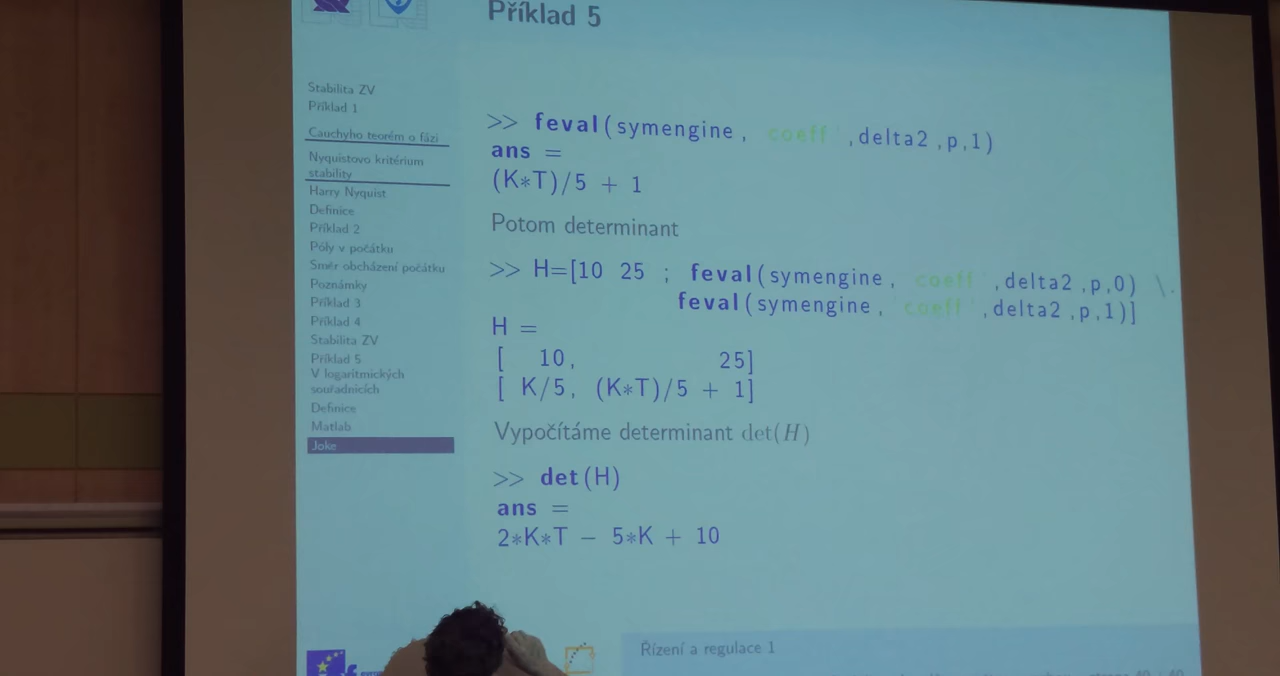 Příklad 5
Stabilita ZV
Příklad 1
Cauchyho teorém o fázi
Nyquistovo kritérium
stability
Harry Nyquist
Definice
Příklad 2
Póly v počátku
Směr obcházení počátku
Poznámky
Příklad 3
Příklad 4
Stabilita ZV
Příklad 5
V logaritmických
souřadnicích
Definice
Matlab
Joke
>> feval(symengine, 'coeff',delta2,p,1)
ans =
(K*T)/5 + 1
Potom determinant
>> H=[10 25 ; feval(symengine, 'coeff',delta2,p,0) \.
feval(symengine, 'coeff',delta2,p,1)]
H =
[ 10, 25]
[ K/5, (K*T)/5 + 1]
Vypočítáme determinant det(H)
>> det(H)
ans =
2*K*T - 5*K + 10
Řízení a regulace 1